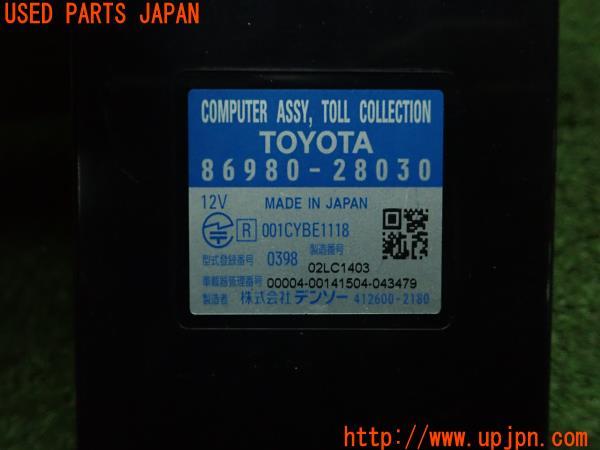 USED PARTS JAPAN
COMPUTER ASSY, TOLL COLLECTION
TOYOTA
86980-28030
12V MADE IN JAPAN
R 001CYBE1118
型式登録番号 0398 製造番号
02LC1403
車載器管理番号 00004-00141504-043479
製造者 株式会社デンソー 412600-2180
http://www.upjpn.com/